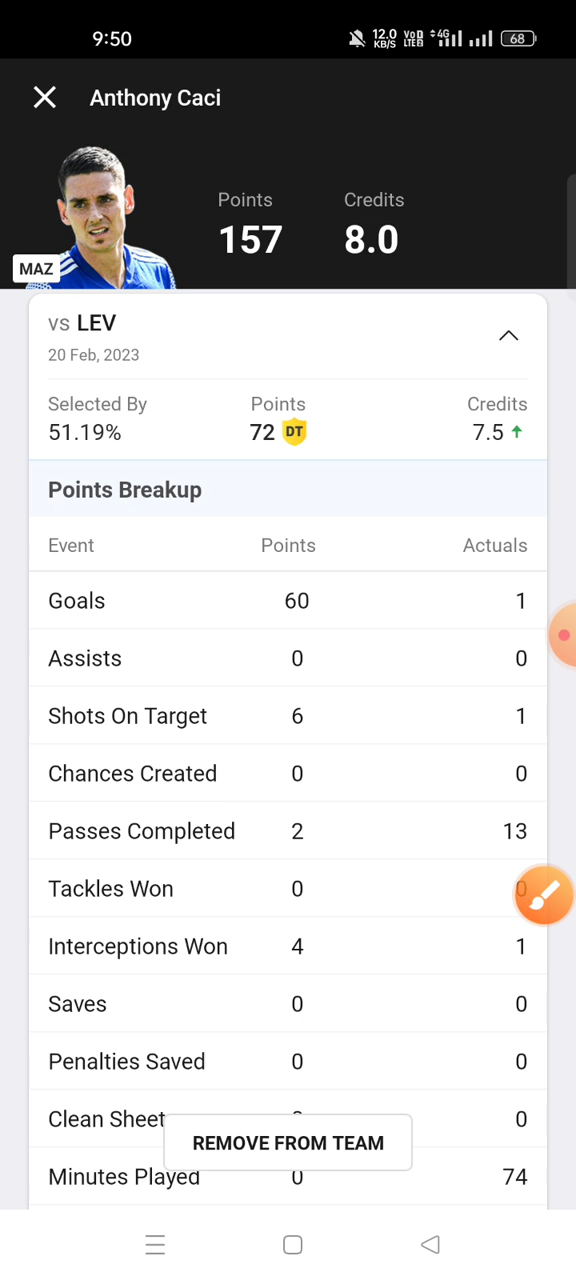 9:50 12.0 KB/S VoD LTE2 4G 68
Anthony Caci
Points Credits
157 8.0
MAZ
vs LEV
20 Feb, 2023
Selected By Points Credits
51.19% 72 DT 7.5
Points Breakup
Event Points Actuals
Goals 60 1
Assists 0 0
Shots On Target 6 1
Chances Created 0 0
Passes Completed 2 13
Tackles Won 0 0
Interceptions Won 4 1
Saves 0 0
Penalties Saved 0 0
Clean Sheet 0
REMOVE FROM TEAM
Minutes Played 0 74